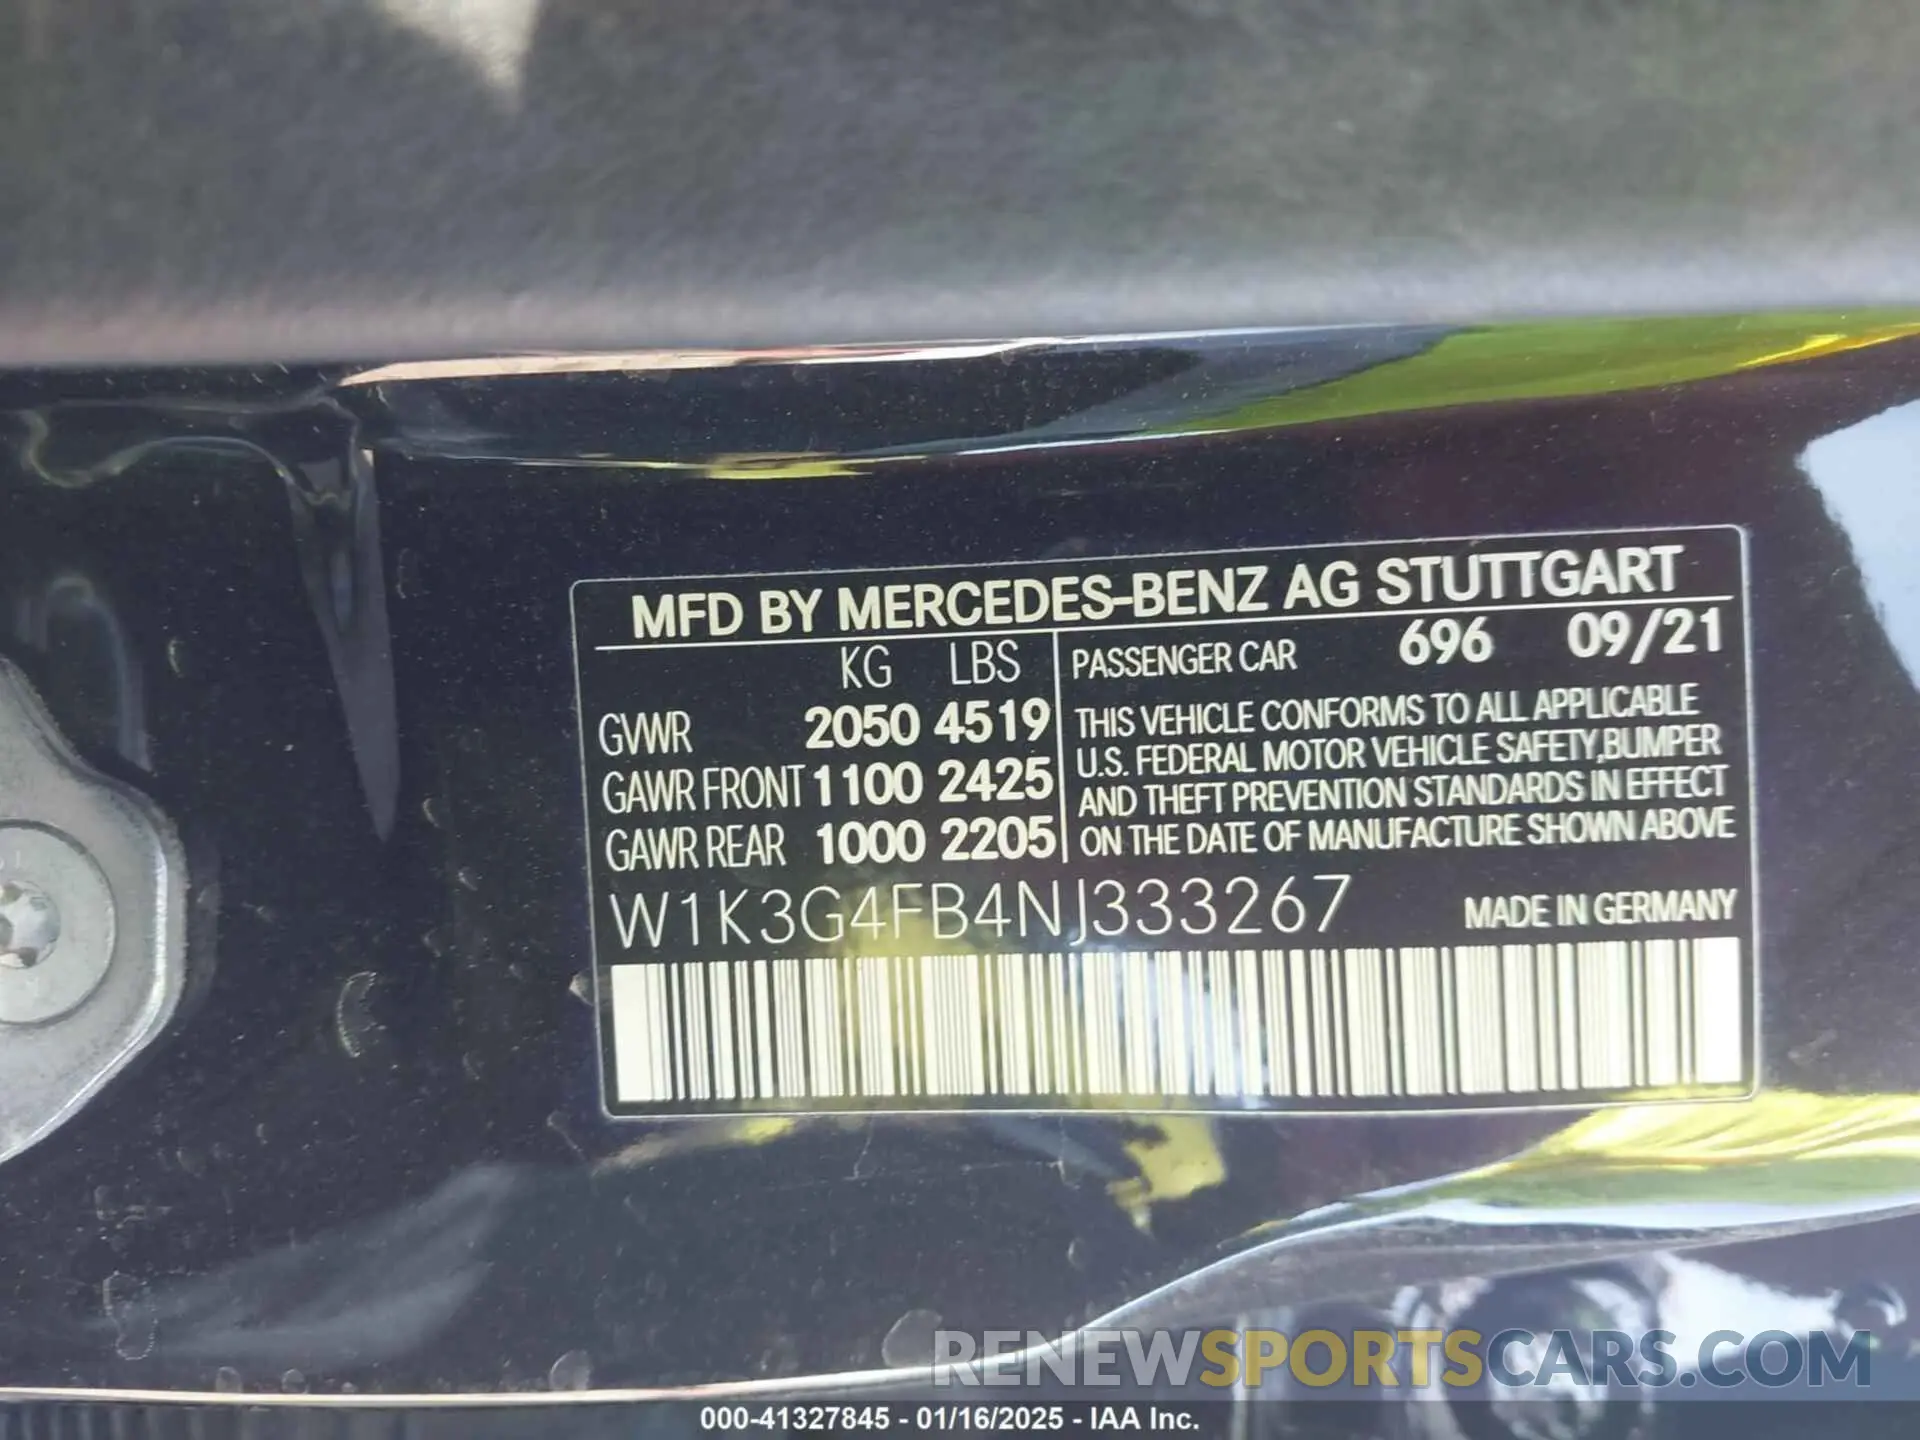 MFD BY MERCEDES-BENZ AG STUTTGART
KG LBS
GVWR 2050 4519
GAWR FRONT 1100 2425
GAWR REAR 1000 2205
PASSENGER CAR 696 09/21
THIS VEHICLE CONFORMS TO ALL APPLICABLE
U.S. FEDERAL MOTOR VEHICLE SAFETY,BUMPER
AND THEFT PREVENTION STANDARDS IN EFFECT
ON THE DATE OF MANUFACTURE SHOWN ABOVE
W1K3G4FB4NJ333267 MADE IN GERMANY
RENEWSPORTSCARS.COM
000-41327845 - 01/16/2025 - IAA Inc.